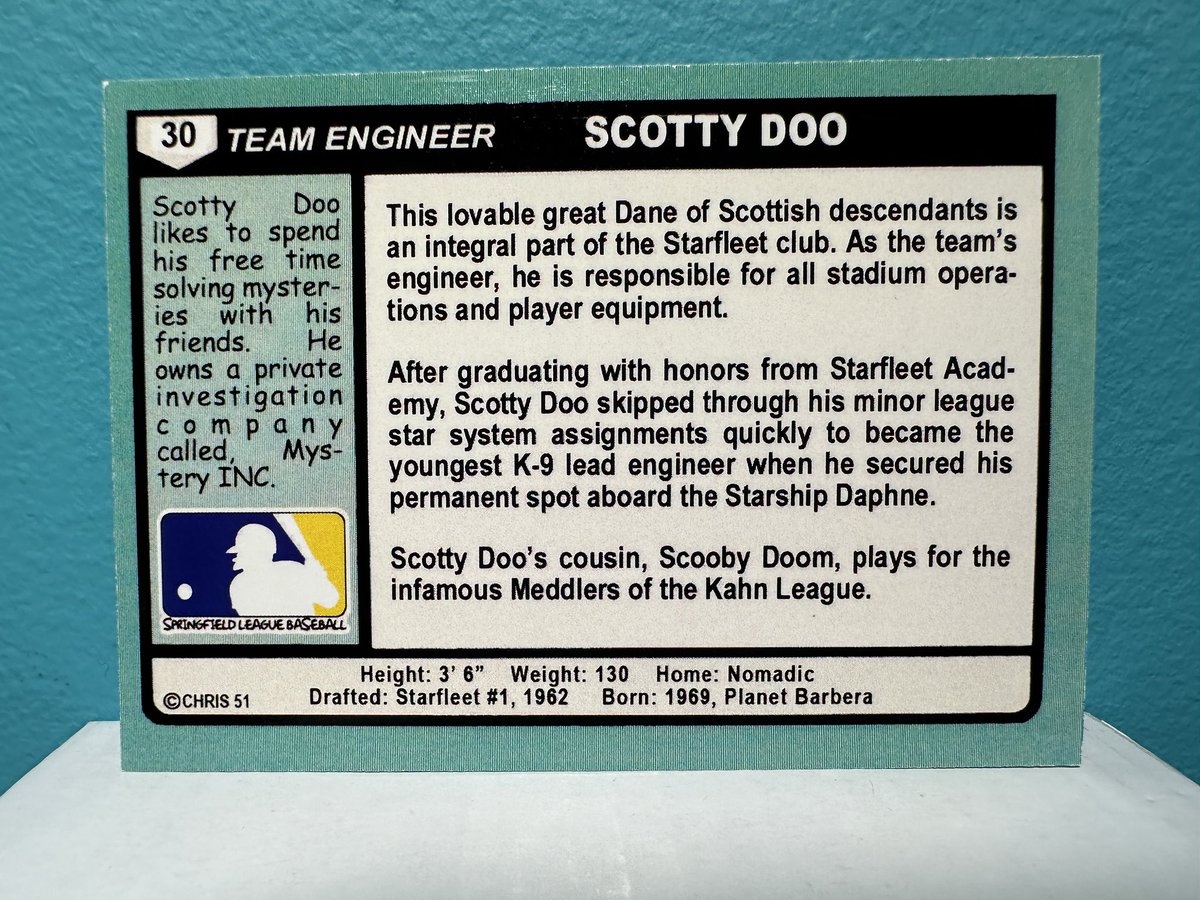 30 TEAM ENGINEER SCOTTY DOO
Scotty Doo
likes to spend
his free time
solving myster-
ies with his
friends. He
owns a private
investigation
company
called, Mys-
tery INC.
SPRINGFIELD LEAGUE BASEBALL
This lovable great Dane of Scottish descendants is
an integral part of the Starfleet club. As the team's
engineer, he is responsible for all stadium opera-
tions and player equipment.
After graduating with honors from Starfleet Acad-
emy, Scotty Doo skipped through his minor league
star system assignments quickly to became the
youngest K-9 lead engineer when he secured his
permanent spot aboard the Starship Daphne.
Scotty Doo's cousin, Scooby Doom, plays for the
infamous Meddlers of the Kahn League.
Height: 3' 6" Weight: 130 Home: Nomadic
©CHRIS 51 Drafted: Starfleet #1, 1962 Born: 1969, Planet Barbera